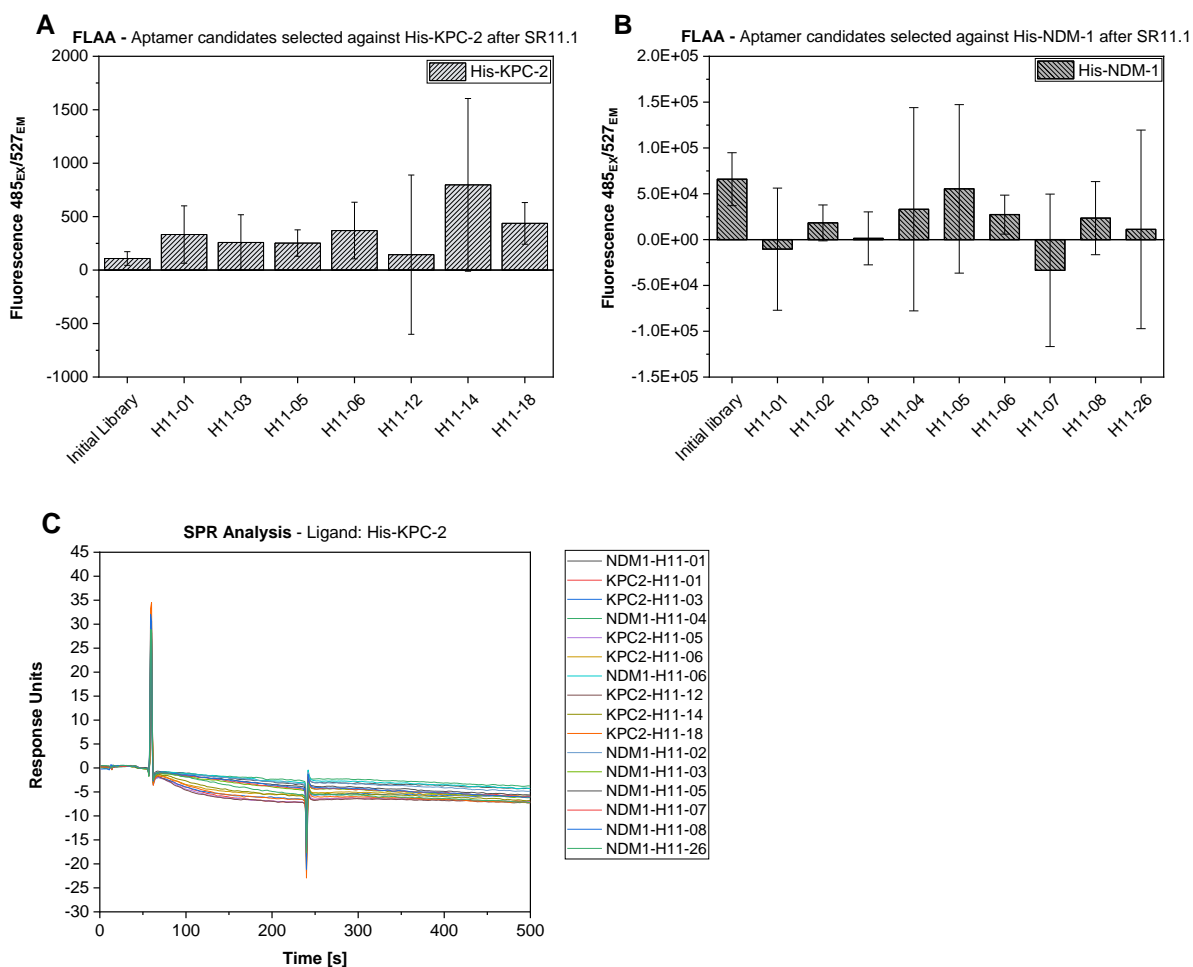 A
FLAA - Aptamer candidates selected against His-KPC-2 after SR11.1
2000
1500
1000
500
0
-500
-1000
Fluorescence 485EX/527EM
His-KPC-2
Initial Library
H11-01
H11-03
H11-05
H11-06
H11-12
H11-14
H11-18
B
FLAA - Aptamer candidates selected against His-NDM-1 after SR11.1
2.0E+05
1.5E+05
1.0E+05
5.0E+04
0.0E+00
-5.0E+04
-1.0E+05
-1.5E+05
Fluorescence 485EX/527EM
His-NDM-1
Initial library
H11-01
H11-02
H11-03
H11-04
H11-05
H11-06
H11-07
H11-08
H11-26
C
SPR Analysis - Ligand: His-KPC-2
45
40
35
30
25
20
15
10
5
0
-5
-10
-15
-20
-25
-30
Response Units
0
100
200
300
400
500
Time [s]
NDM1-H11-01
KPC2-H11-01
KPC2-H11-03
NDM1-H11-04
KPC2-H11-05
KPC2-H11-06
NDM1-H11-06
KPC2-H11-12
KPC2-H11-14
KPC2-H11-18
NDM1-H11-02
NDM1-H11-03
NDM1-H11-05
NDM1-H11-07
NDM1-H11-08
NDM1-H11-26